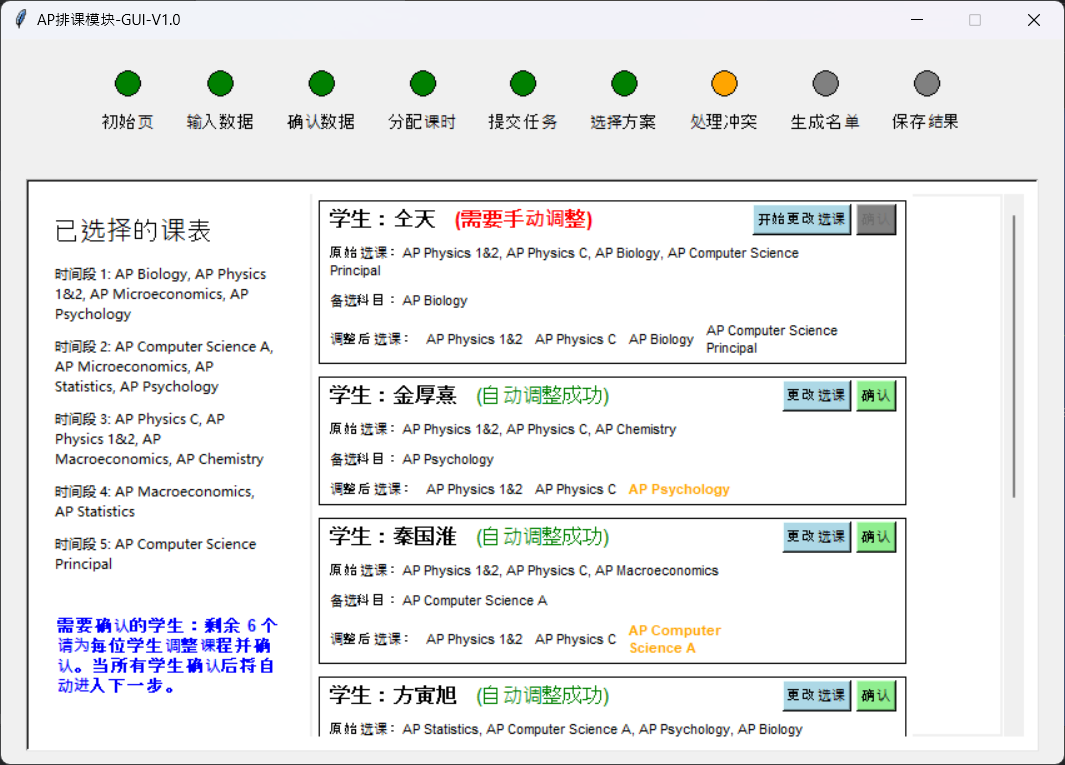 AP排课模块-GUI-V1.0
初始页 输入数据 确认数据 分配课时 提交任务 选择方案 处理冲突 生成名单 保存结果
已选择的课表
时间段 1: AP Biology, AP Physics
1&2, AP Microeconomics, AP
Psychology
时间段 2: AP Computer Science A,
AP Microeconomics, AP
Statistics, AP Psychology
时间段 3: AP Physics C, AP
Physics 1&2, AP
Macroeconomics, AP Chemistry
时间段 4: AP Macroeconomics,
AP Statistics
时间段 5: AP Computer Science
Principal
需要确认的学生：剩余 6 个
请为每位学生调整课程并确
认。当所有学生确认后将自
动进入下一步。
学生：仝天 (需要手动调整) 开始更改选课 确认
原始选课： AP Physics 1&2, AP Physics C, AP Biology, AP Computer Science
Principal
备选科目： AP Biology
调整后选课： AP Physics 1&2 AP Physics C AP Biology AP Computer Science
Principal
学生：金厚熹 (自动调整成功) 更改选课 确认
原始选课： AP Physics 1&2, AP Physics C, AP Chemistry
备选科目： AP Psychology
调整后选课： AP Physics 1&2 AP Physics C AP Psychology
学生：秦国淮 (自动调整成功) 更改选课 确认
原始选课： AP Physics 1&2, AP Physics C, AP Macroeconomics
备选科目： AP Computer Science A
调整后选课： AP Physics 1&2 AP Physics C AP Computer
Science A
学生：方寅旭 (自动调整成功) 更改选课 确认
原始选课： AP Statistics, AP Computer Science A, AP Psychology, AP Biology